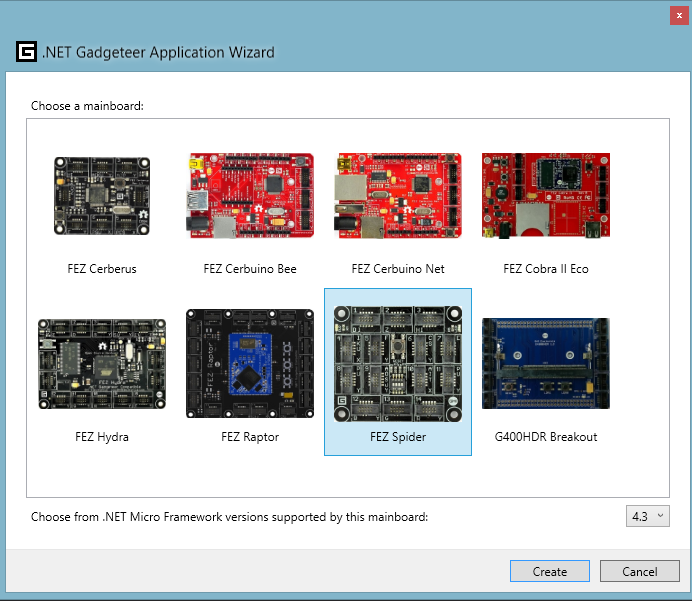 .NET Gadgeteer Application Wizard
Choose a mainboard:
FEZ Cerberus
FEZ Cerbuino Bee
FEZ Cerbuino Net
FEZ Cobra II Eco
FEZ Hydra
FEZ Raptor
FEZ Spider
G400HDR Breakout
Choose from .NET Micro Framework versions supported by this mainboard:
4.3
Create
Cancel